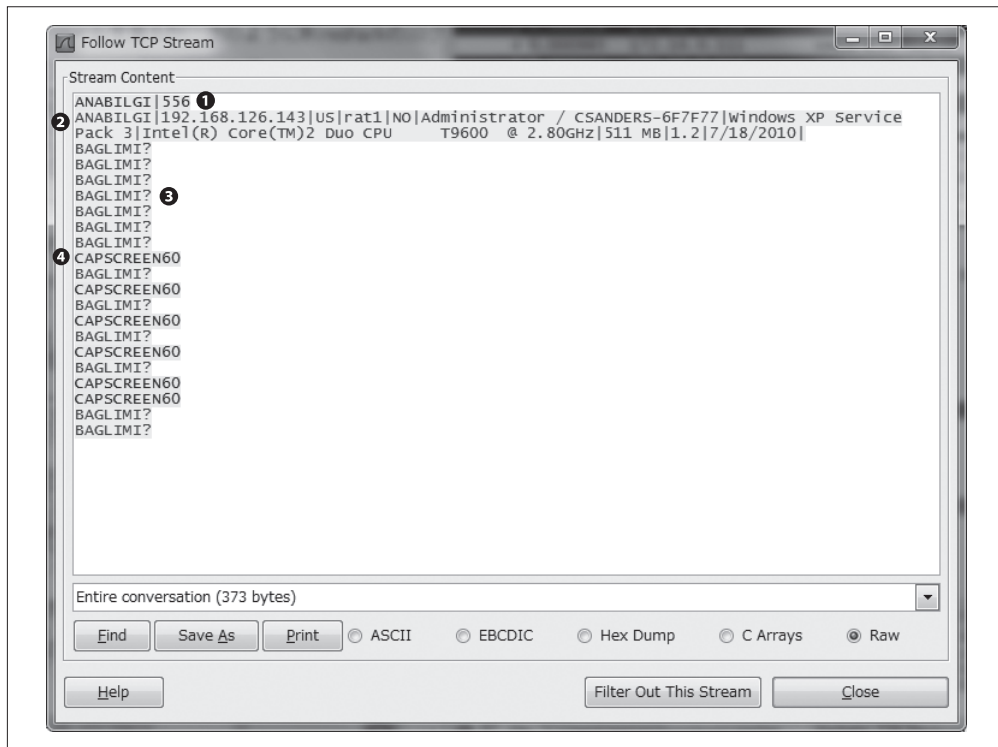 Follow TCP Stream
Stream Content
ANABILGI|556 ❶
❷ ANABILGI|192.168.126.143|US|rat1|NO|Administrator / CSANDERS-6F7F77|Windows XP Service
Pack 3|Intel(R) Core(TM)2 Duo CPU     T9600  @ 2.80GHz|511 MB|1.2|7/18/2010|
BAGLIMI?
BAGLIMI?
BAGLIMI?
BAGLIMI? ❸
BAGLIMI?
BAGLIMI?
BAGLIMI?
❹ CAPSCREEN60
BAGLIMI?
CAPSCREEN60
BAGLIMI?
CAPSCREEN60
BAGLIMI?
CAPSCREEN60
BAGLIMI?
CAPSCREEN60
CAPSCREEN60
BAGLIMI?
BAGLIMI?
Entire conversation (373 bytes)
Find Save As Print ASCII EBCDIC Hex Dump C Arrays Raw
Help Filter Out This Stream Close